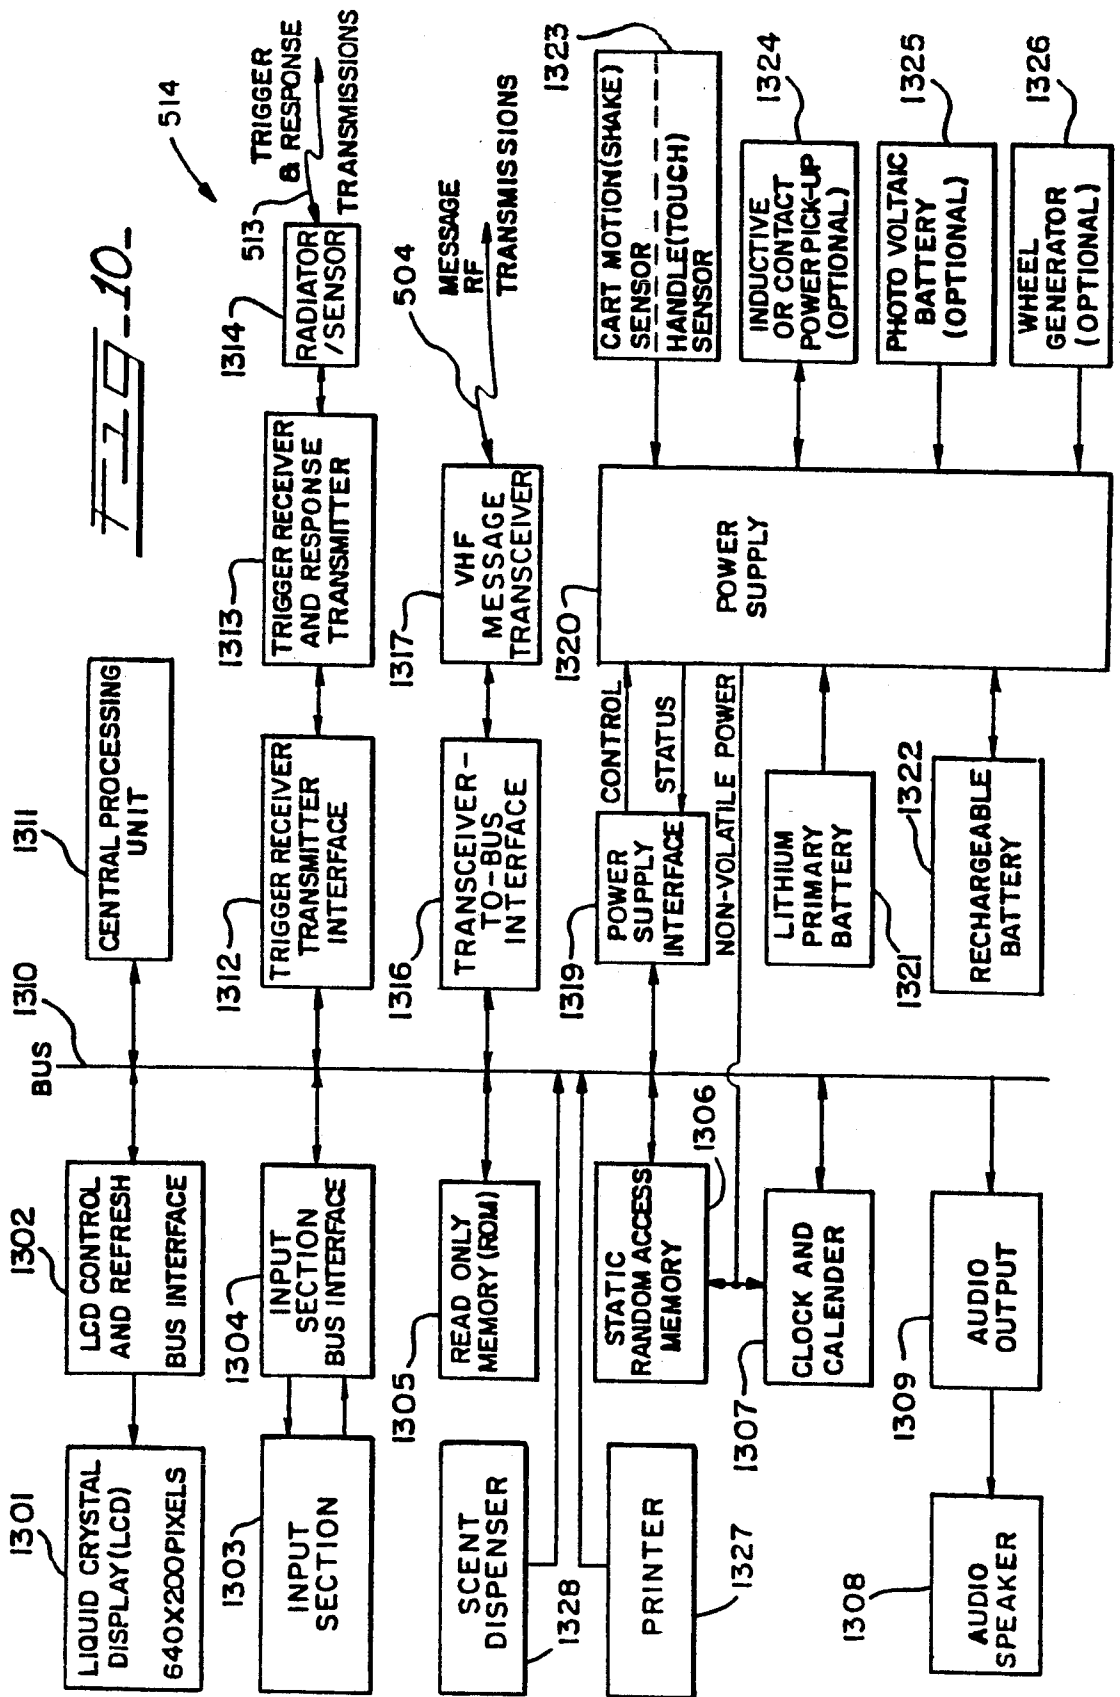 FIG-10
514
1301
LIQUID CRYSTAL
DISPLAY(LCD)
640X200PIXELS
1302
LCD CONTROL
AND REFRESH
BUS INTERFACE
BUS
1310
1311
CENTRAL PROCESSING
UNIT
1303
INPUT
SECTION
1304
INPUT
SECTION
BUS INTERFACE
1312
TRIGGER RECEIVER
TRANSMITTER
INTERFACE
1313
TRIGGER RECEIVER
AND RESPONSE
TRANSMITTER
1314
RADIATOR
/SENSOR
513
TRIGGER
& RESPONSE
TRANSMISSIONS
1305
READ ONLY
MEMORY(ROM)
1316
TRANSCEIVER-
TO-BUS
INTERFACE
1317
VHF
MESSAGE
TRANSCEIVER
504
MESSAGE
RF
TRANSMISSIONS
SCENT
DISPENSER
1328
PRINTER
1327
STATIC
RANDOM ACCESS
MEMORY
1306
1307
CLOCK AND
CALENDER
1319
POWER
SUPPLY
INTERFACE
CONTROL
STATUS
NON-VOLATILE POWER
1320
POWER
SUPPLY
CART MOTION(SHAKE)
SENSOR
HANDLE(TOUCH)
SENSOR
1323
INDUCTIVE
OR CONTACT
POWER PICK-UP
(OPTIONAL)
1324
PHOTO VOLTAIC
BATTERY
(OPTIONAL)
1325
WHEEL
GENERATOR
(OPTIONAL)
1326
LITHIUM
PRIMARY
BATTERY
1321
1322
RECHARGEABLE
BATTERY
1308
AUDIO
SPEAKER
1309
AUDIO
OUTPUT